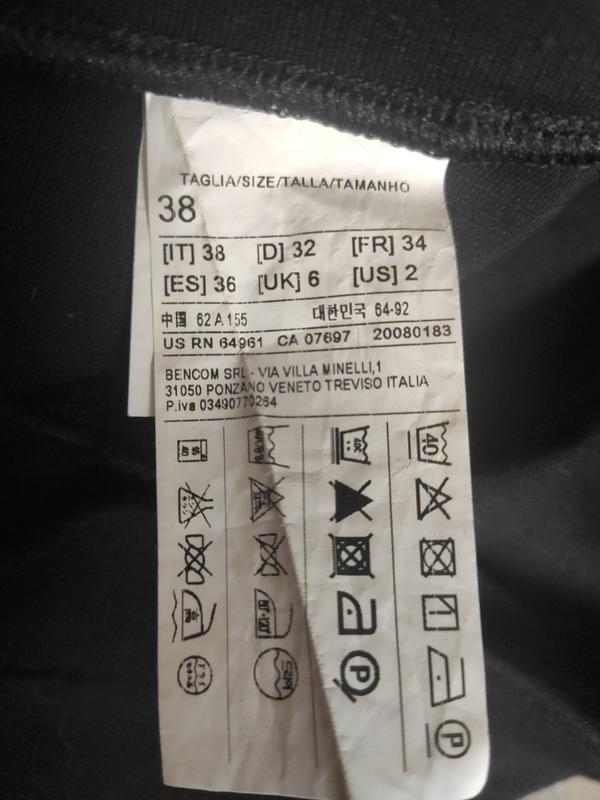 TAGLIA/SIZE/TALLA/TAMANHO
38
[IT] 38 [D] 32 [FR] 34
[ES] 36 [UK] 6 [US] 2
中国 62 A 155 대한민국 64-92
US RN 64961 CA 07697 20080183
BENCOM SRL - VIA VILLA MINELLI,1
31050 PONZANO VENETO TREVISO ITALIA
P.iva 03490770264
40
40
P
P